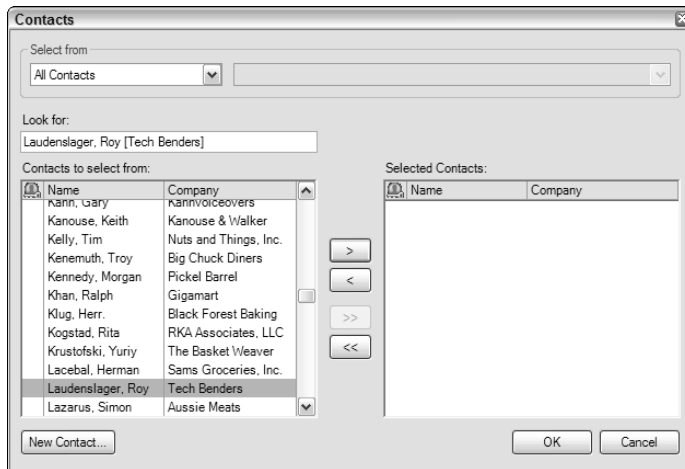 Contacts
Select from
All Contacts
Look for:
Laudenslager, Roy [Tech Benders]
Contacts to select from:
Selected Contacts:
Name Company
Name Company
Kann, Gary Kannvoiceovers
Kanouse, Keith Kanouse & Walker
Kelly, Tim Nuts and Things, Inc.
Kenemuth, Troy Big Chuck Diners
Kennedy, Morgan Pickel Barrel
Khan, Ralph Gigamart
Klug, Herr. Black Forest Baking
Kogstad, Rita RKA Associates, LLC
Krustofski, Yuriy The Basket Weaver
Lacebal, Herman Sams Groceries, Inc.
Laudenslager, Roy Tech Benders
Lazarus, Simon Aussie Meats
>
<
>>
<<
New Contact...
OK
Cancel